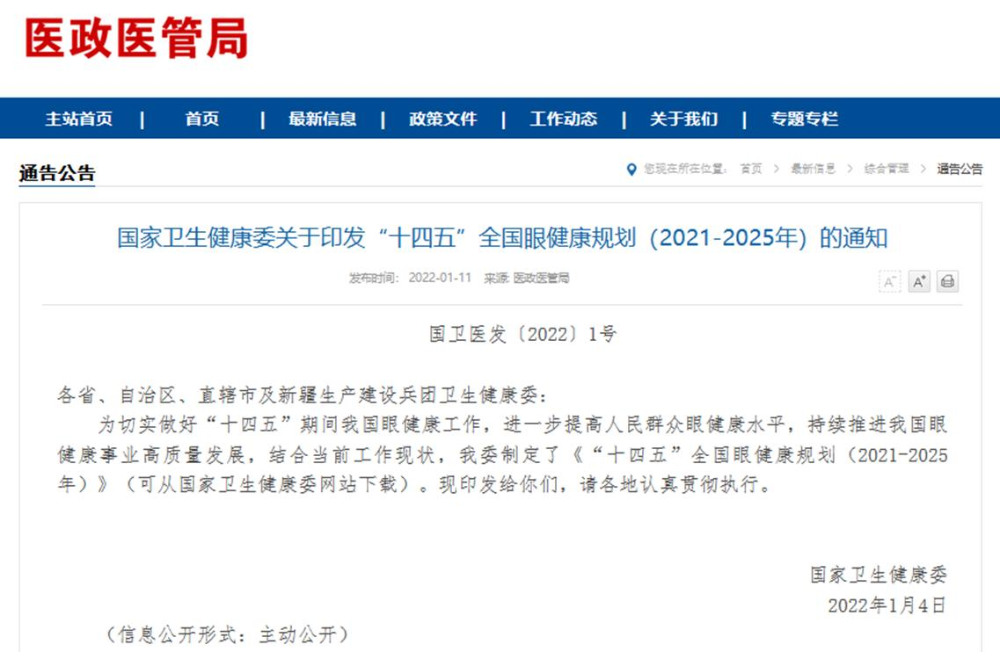 医政医管局
主站首页 | 首页 | 最新信息 | 政策文件 | 工作动态 | 关于我们 | 专题专栏
通告公告
您现在所在位置： 首页 > 最新信息 > 综合管理 > 通告公告
国家卫生健康委关于印发“十四五”全国眼健康规划（2021-2025年）的通知
发布时间： 2022-01-11 来源: 医政医管局
A- A+
国卫医发〔2022〕1号
各省、自治区、直辖市及新疆生产建设兵团卫生健康委：
为切实做好“十四五”期间我国眼健康工作，进一步提高人民群众眼健康水平，持续推进我国眼
健康事业高质量发展，结合当前工作现状，我委制定了《“十四五”全国眼健康规划（2021-2025
年）》（可从国家卫生健康委网站下载）。现印发给你们，请各地认真贯彻执行。
国家卫生健康委
2022年1月4日
（信息公开形式：主动公开）